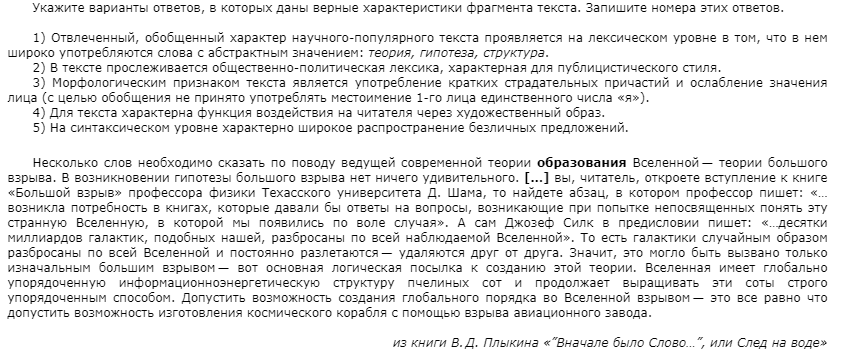 Укажите варианты ответов, в которых даны верные характеристики фрагмента текста. Запишите номера этих ответов.
1) Отвлеченный, обобщенный характер научного-популярного текста проявляется на лексическом уровне в том, что в нем
широко употребляются слова с абстрактным значением: теория, гипотеза, структура.
2) В тексте прослеживается общественно-политическая лексика, характерная для публицистического стиля.
3) Морфологическим признаком текста является употребление кратких страдательных причастий и ослабление значения
лица (с целью обобщения не принято употреблять местоимение 1-го лица единственного числа «я»).
4) Для текста характерна функция воздействия на читателя через художественный образ.
5) На синтаксическом уровне характерно широкое распространение безличных предложений.
Несколько слов необходимо сказать по поводу ведущей современной теории образования Вселенной — теории большого
взрыва. В возникновении гипотезы большого взрыва нет ничего удивительного. [...] вы, читатель, откроете вступление к книге
«Большой взрыв» профессора физики Техасского университета Д. Шама, то найдете абзац, в котором профессор пишет: «…
возникла потребность в книгах, которые давали бы ответы на вопросы, возникающие при попытке непосвященных понять эту
странную Вселенную, в которой мы появились по воле случая». А сам Джозеф Силк в предисловии пишет: «…десятки
миллиардов галактик, подобных нашей, разбросаны по всей наблюдаемой Вселенной». То есть галактики случайным образом
разбросаны по всей Вселенной и постоянно разлетаются — удаляются друг от друга. Значит, это могло быть вызвано только
изначальным большим взрывом — вот основная логическая посылка к созданию этой теории. Вселенная имеет глобально
упорядоченную информационноэнергетическую структуру пчелиных сот и продолжает выращивать эти соты строго
упорядоченным способом. Допустить возможность создания глобального порядка во Вселенной взрывом — это все равно что
допустить возможность изготовления космического корабля с помощью взрыва авиационного завода.
из книги В. Д. Плыкина «"Вначале было Слово…", или След на воде»